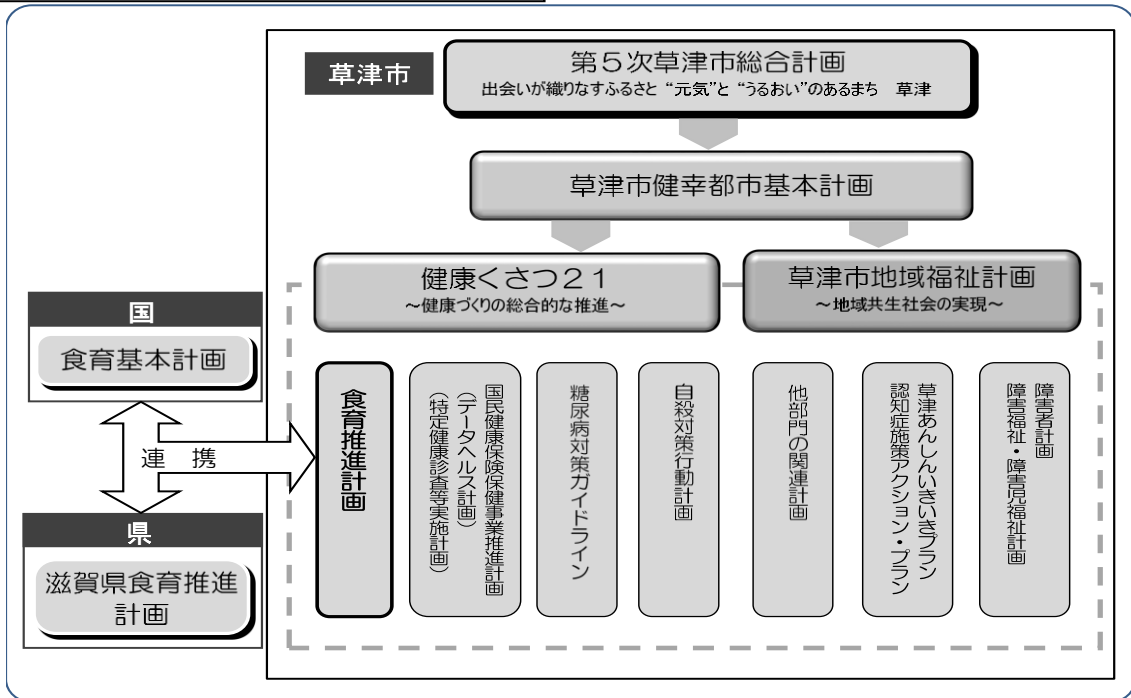 草津市
第５次草津市総合計画
出会いが織りなすふるさと “元気”と “うるおい”のあるまち　草津
草津市健幸都市基本計画
健康くさつ２１
～健康づくりの総合的な推進～
草津市地域福祉計画
～地域共生社会の実現～
国
食育基本計画
連　携
県
滋賀県食育推進
計画
食育推進計画
国民健康保険保健事業推進計画
（データヘルス計画）
（特定健康診査等実施計画）
糖尿病対策ガイドライン
自殺対策行動計画
他部門の関連計画
草津あんしんいきいきプラン
認知症施策アクション・プラン
障害者計画
障害福祉・障害児福祉計画